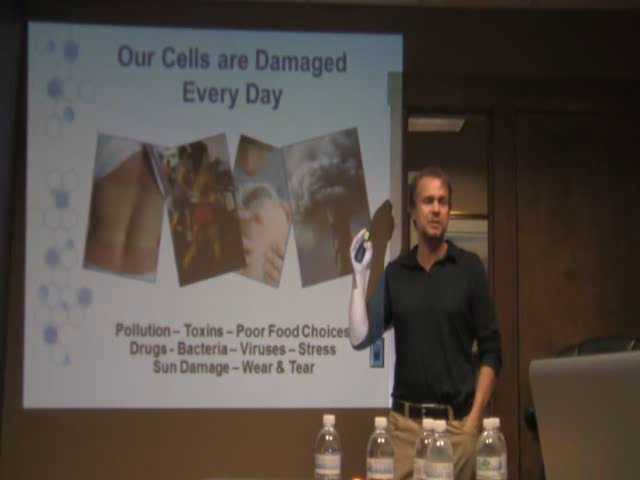 Our Cells are Damaged
Every Day
Pollution – Toxins – Poor Food Choices
Drugs - Bacteria – Viruses – Stress
Sun Damage – Wear & Tear